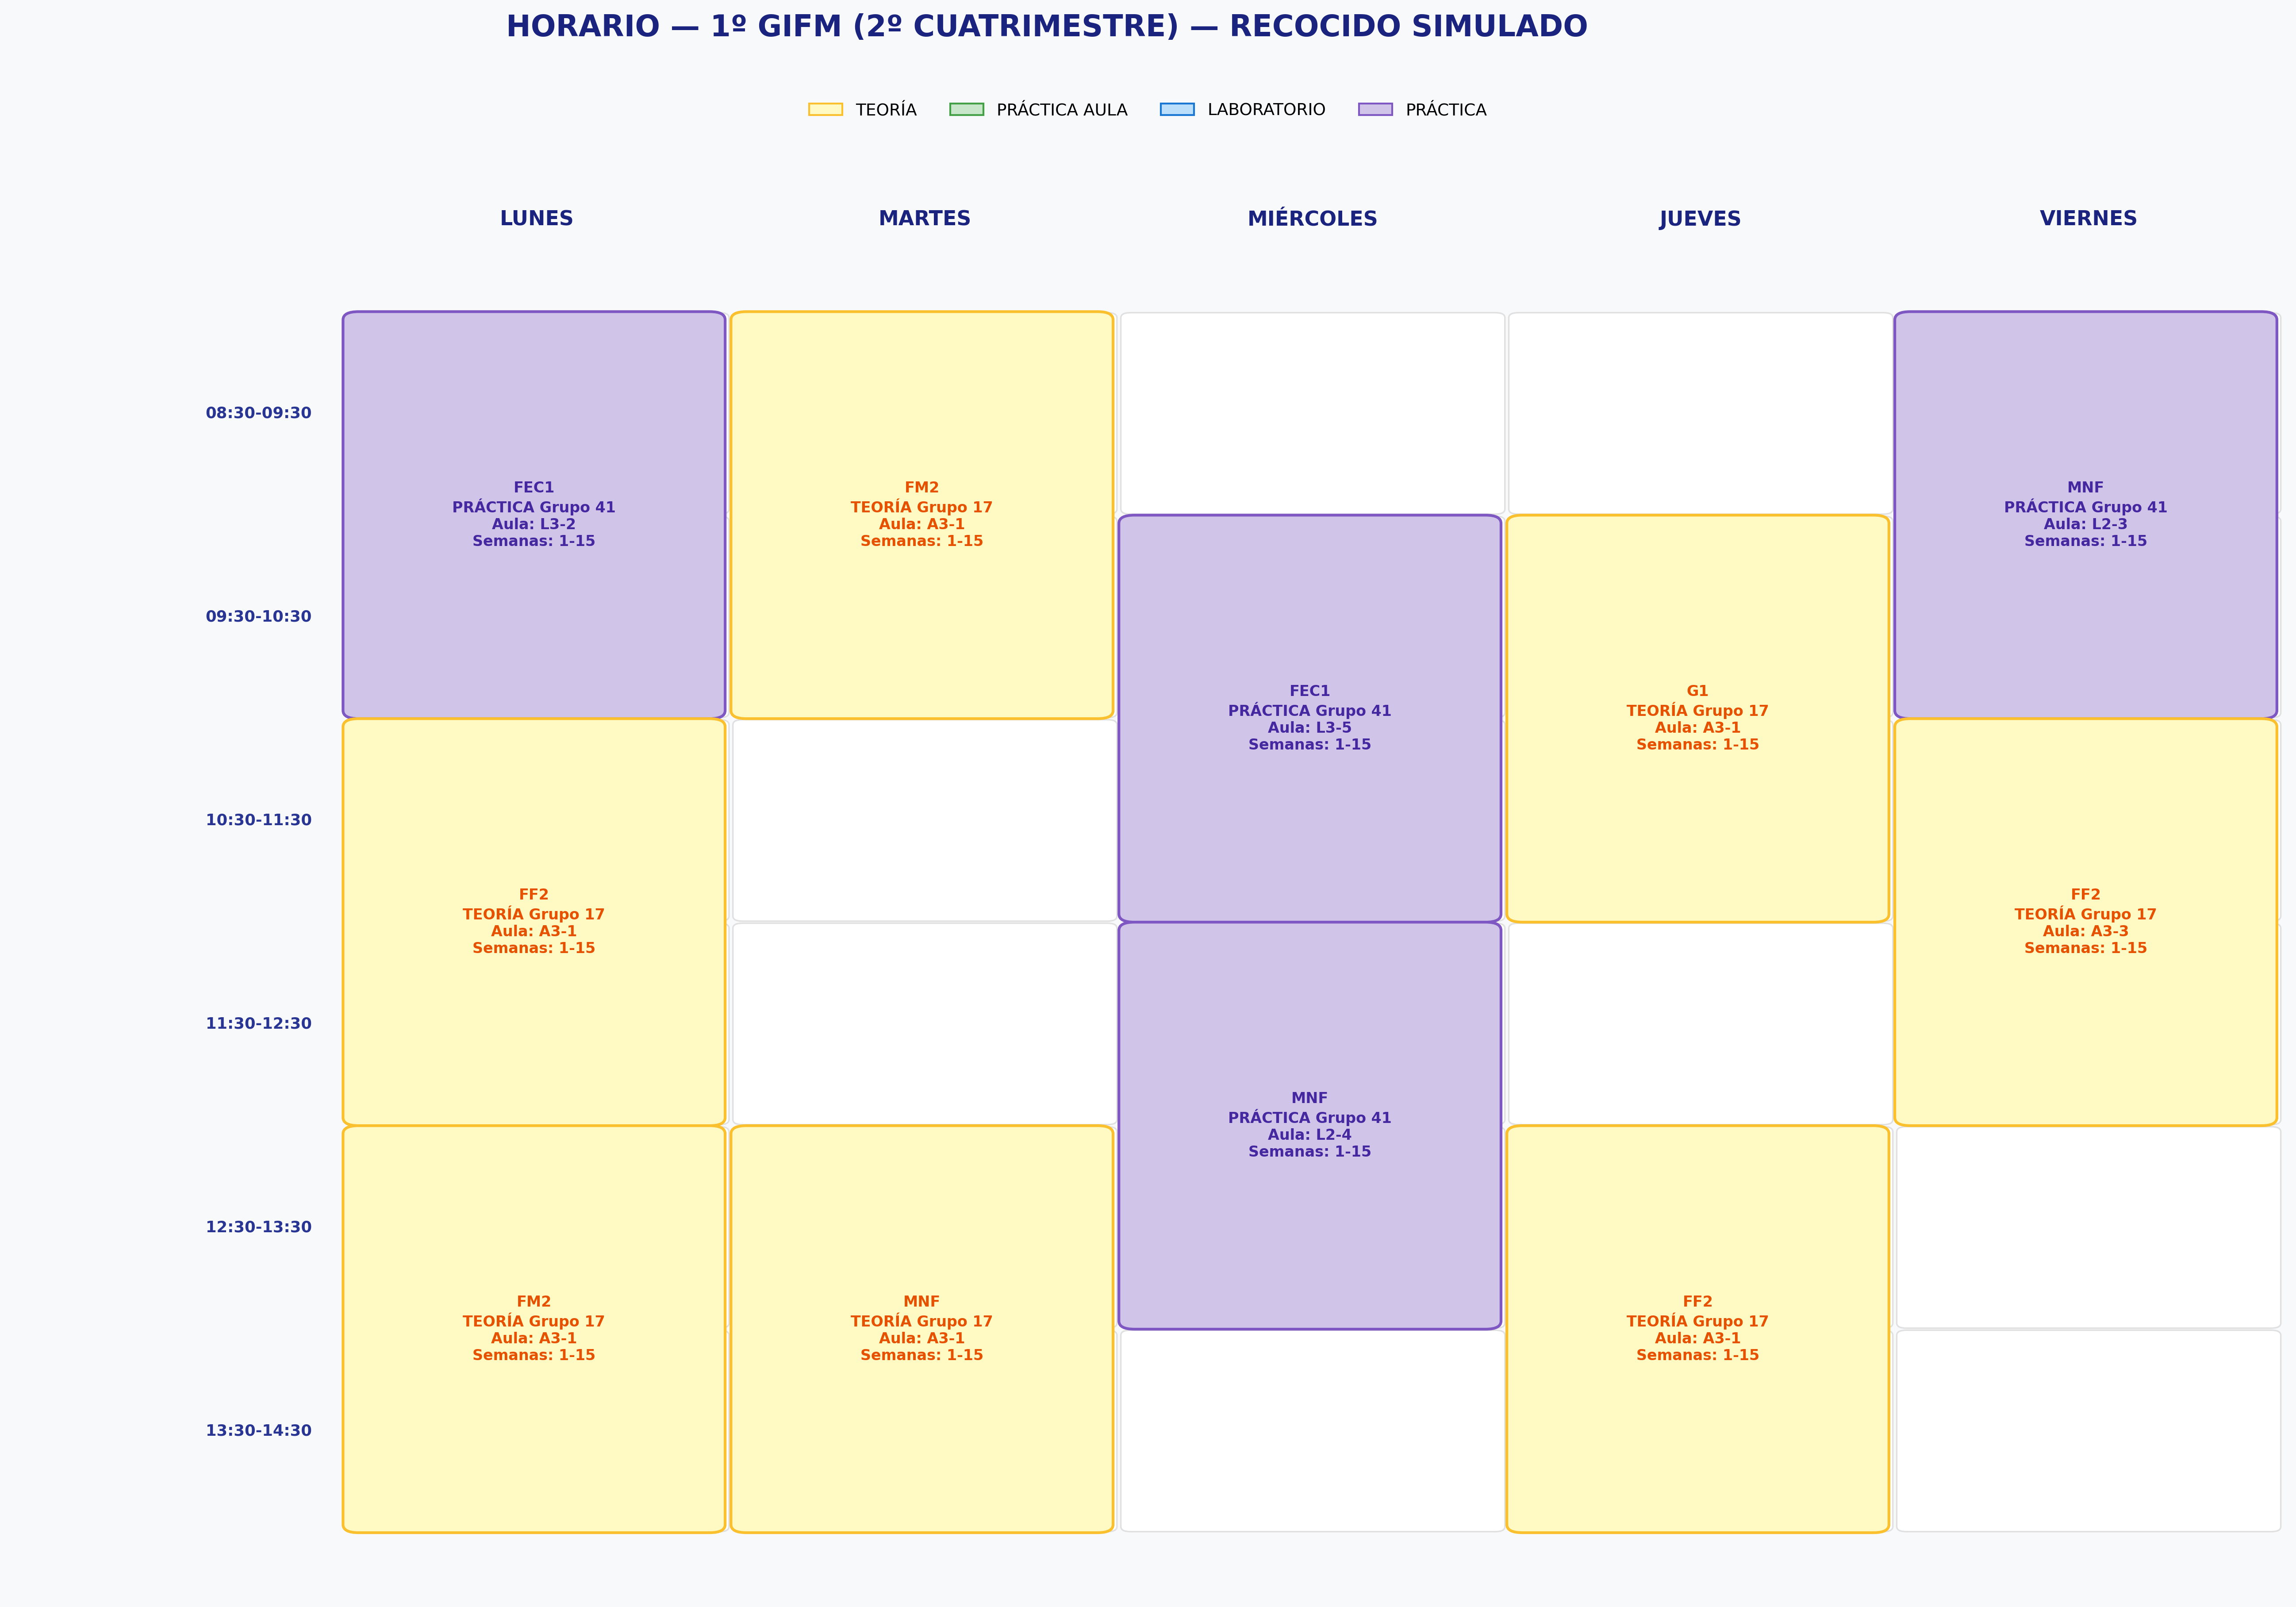 HORARIO — 1º GIFM (2º CUATRIMESTRE) — RECOCIDO SIMULADO
TEORÍA
PRÁCTICA AULA
LABORATORIO
PRÁCTICA
LUNES
MARTES
MIÉRCOLES
JUEVES
VIERNES
08:30-09:30
FEC1
PRÁCTICA Grupo 41
Aula: L3-2
Semanas: 1-15
FM2
TEORÍA Grupo 17
Aula: A3-1
Semanas: 1-15
MNF
PRÁCTICA Grupo 41
Aula: L2-3
Semanas: 1-15
09:30-10:30
FEC1
PRÁCTICA Grupo 41
Aula: L3-5
Semanas: 1-15
G1
TEORÍA Grupo 17
Aula: A3-1
Semanas: 1-15
10:30-11:30
FF2
TEORÍA Grupo 17
Aula: A3-1
Semanas: 1-15
FF2
TEORÍA Grupo 17
Aula: A3-3
Semanas: 1-15
11:30-12:30
MNF
PRÁCTICA Grupo 41
Aula: L2-4
Semanas: 1-15
12:30-13:30
FM2
TEORÍA Grupo 17
Aula: A3-1
Semanas: 1-15
MNF
TEORÍA Grupo 17
Aula: A3-1
Semanas: 1-15
FF2
TEORÍA Grupo 17
Aula: A3-1
Semanas: 1-15
13:30-14:30